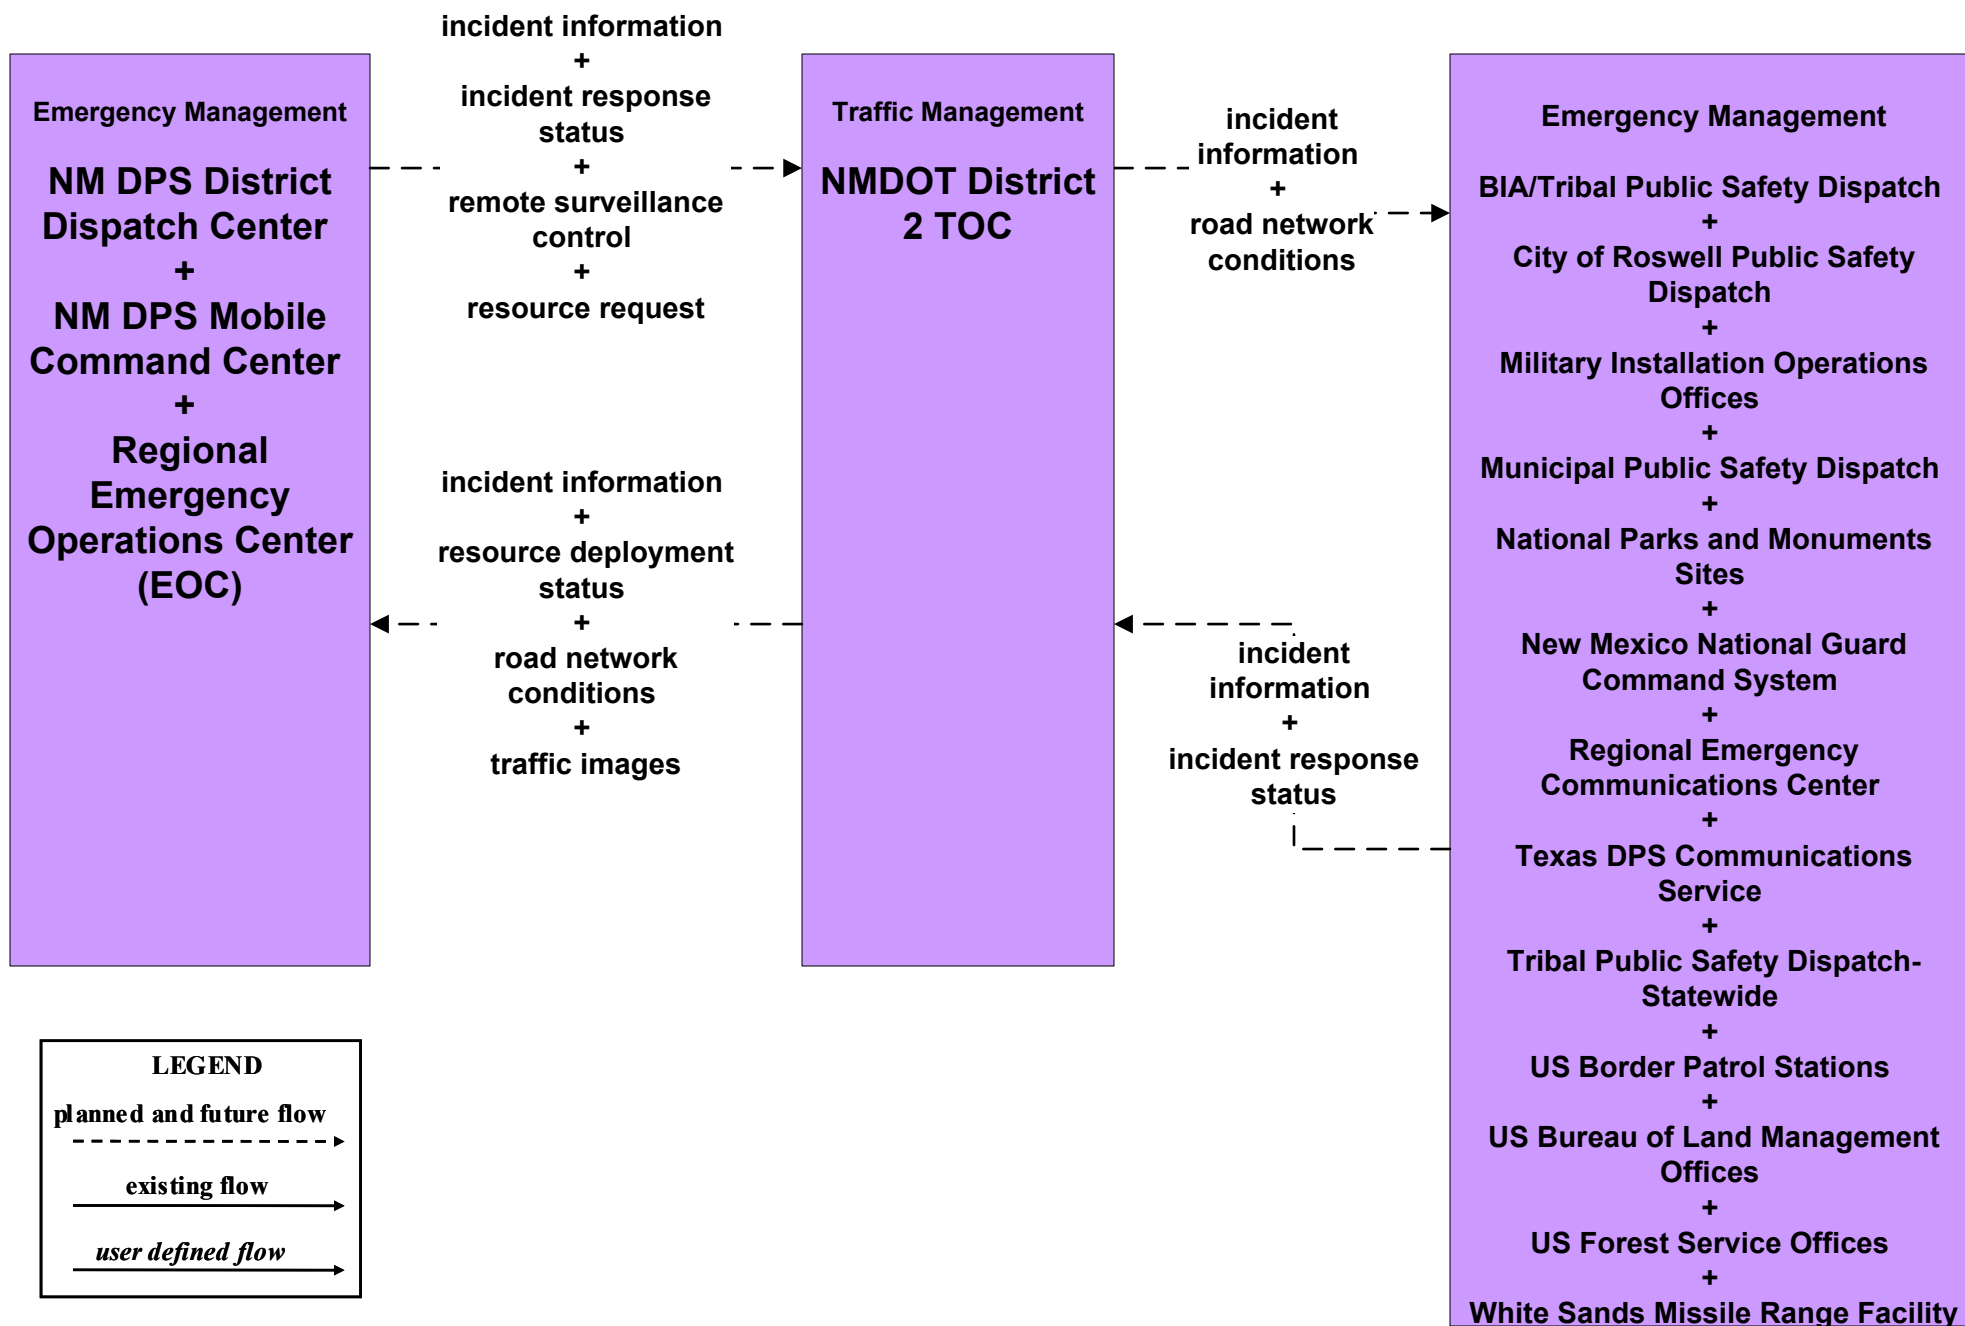 Emergency Management
NM DPS District
Dispatch Center
+
NM DPS Mobile
Command Center
+
Regional
Emergency
Operations Center
(EOC)
incident information
+
incident response
status
+
remote surveillance
control
+
resource request
incident information
+
resource deployment
status
+
road network
conditions
+
traffic images
Traffic Management
NMDOT District
2 TOC
incident
information
+
road network
conditions
incident
information
+
incident response
status
Emergency Management
BIA/Tribal Public Safety Dispatch
+
City of Roswell Public Safety
Dispatch
+
Military Installation Operations
Offices
+
Municipal Public Safety Dispatch
+
National Parks and Monuments
Sites
+
New Mexico National Guard
Command System
+
Regional Emergency
Communications Center
+
Texas DPS Communications
Service
+
Tribal Public Safety Dispatch-
Statewide
+
US Border Patrol Stations
+
US Bureau of Land Management
Offices
+
US Forest Service Offices
+
White Sands Missile Range Facility
LEGEND
planned and future flow
existing flow
user defined flow